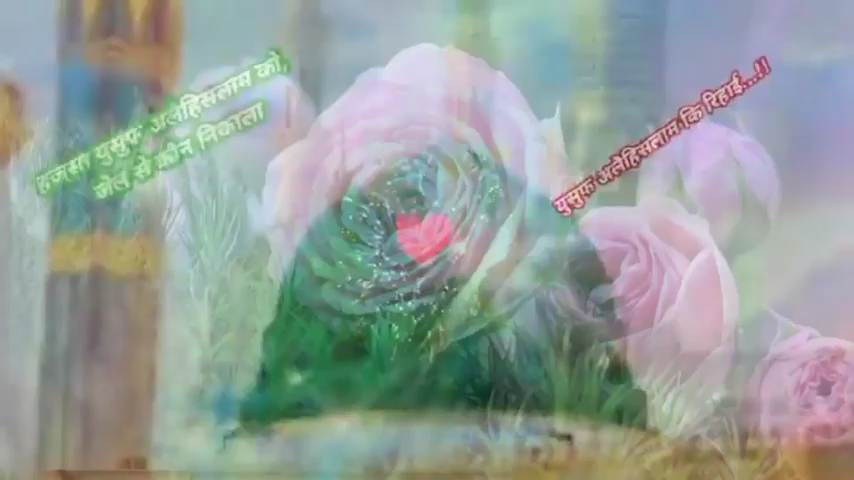 हजरत युसुफ अलेहिसलाम को,
जेल से कौन निकाला
युसुफ अलेहिसलाम कि रिहाई...!!